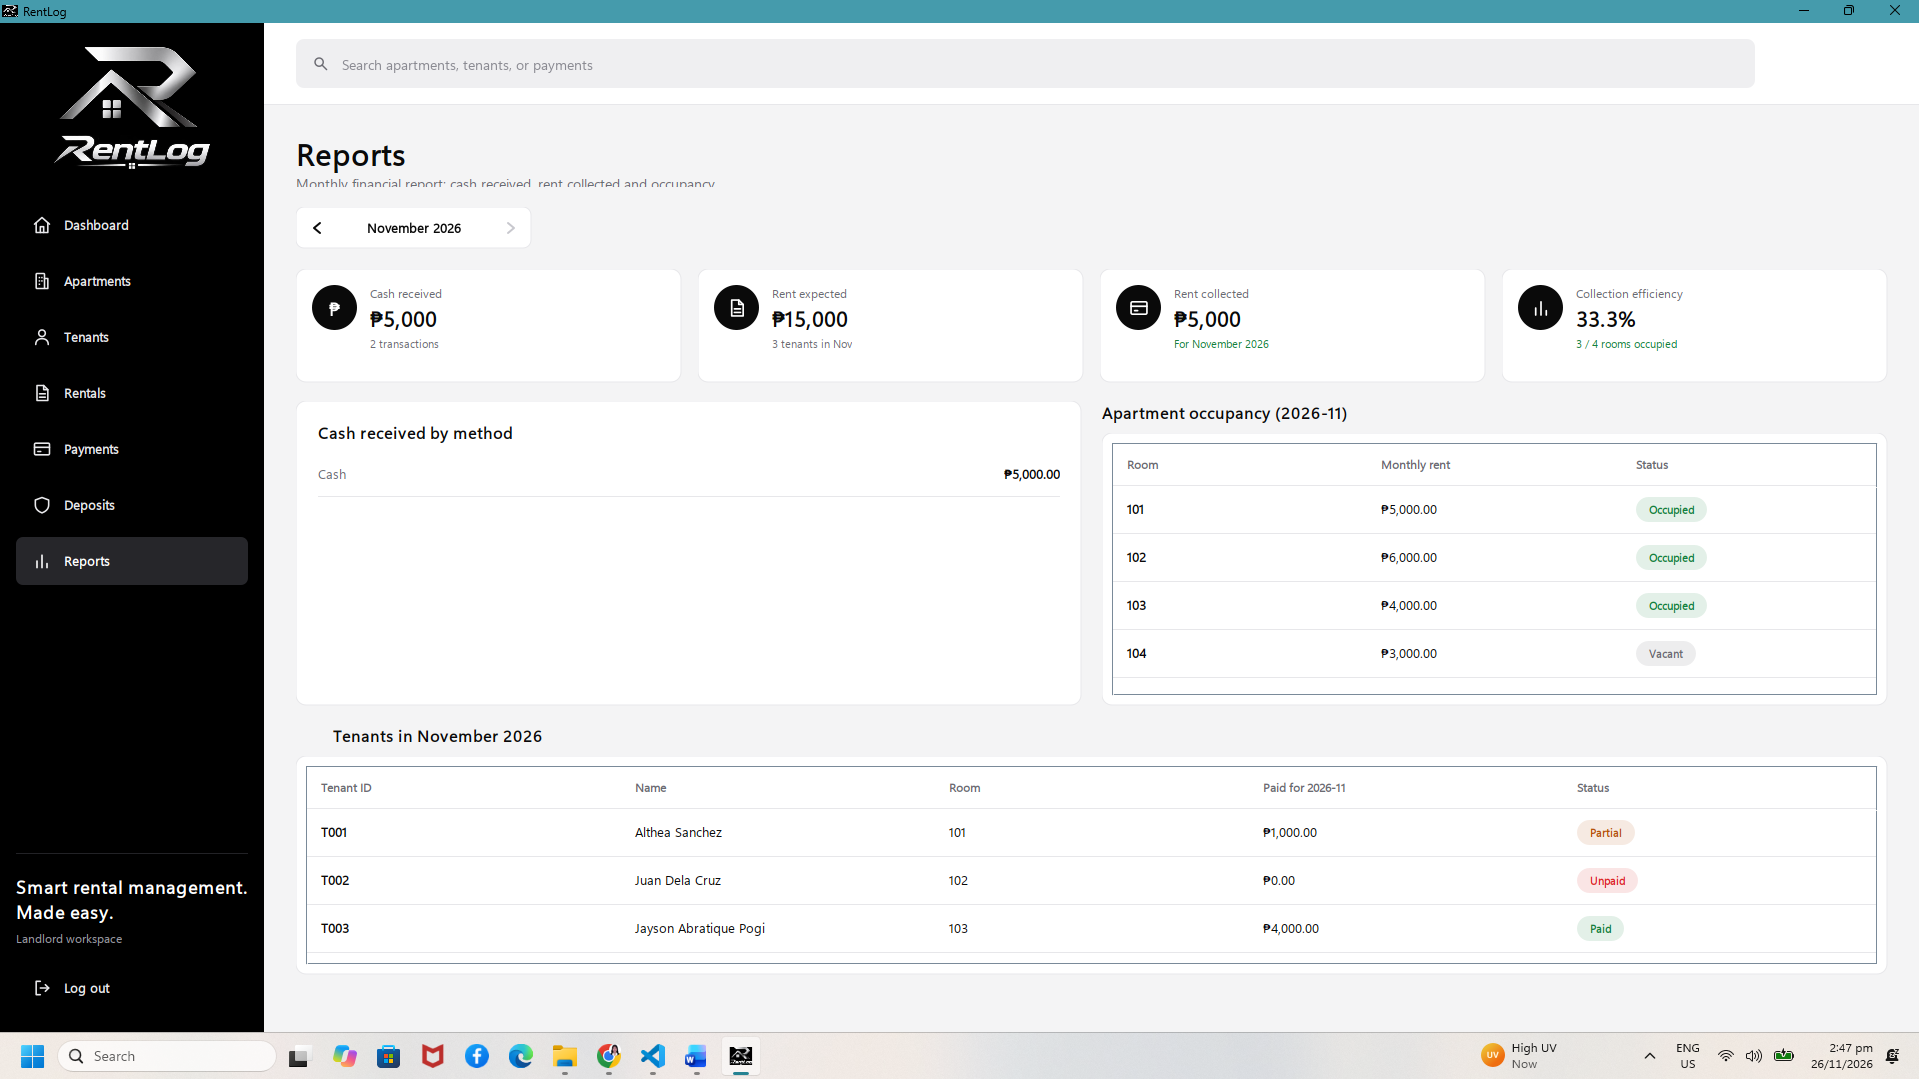 RentLog
RentLog
Search apartments, tenants, or payments
Dashboard
Apartments
Tenants
Rentals
Payments
Deposits
Reports
Smart rental management.
Made easy.
Landlord workspace
Log out
Reports
Monthly financial report: cash received, rent collected and occupancy
November 2026
Cash received
₱5,000
2 transactions
Rent expected
₱15,000
3 tenants in Nov
Rent collected
₱5,000
For November 2026
Collection efficiency
33.3%
3 / 4 rooms occupied
Cash received by method
Cash ₱5,000.00
Apartment occupancy (2026-11)
Room Monthly rent Status
101 ₱5,000.00 Occupied
102 ₱6,000.00 Occupied
103 ₱4,000.00 Occupied
104 ₱3,000.00 Vacant
Tenants in November 2026
Tenant ID Name Room Paid for 2026-11 Status
T001 Althea Sanchez 101 ₱1,000.00 Partial
T002 Juan Dela Cruz 102 ₱0.00 Unpaid
T003 Jayson Abratique Pogi 103 ₱4,000.00 Paid
Search
UV
High UV
Now
ENG
US
2:47 pm
26/11/2026